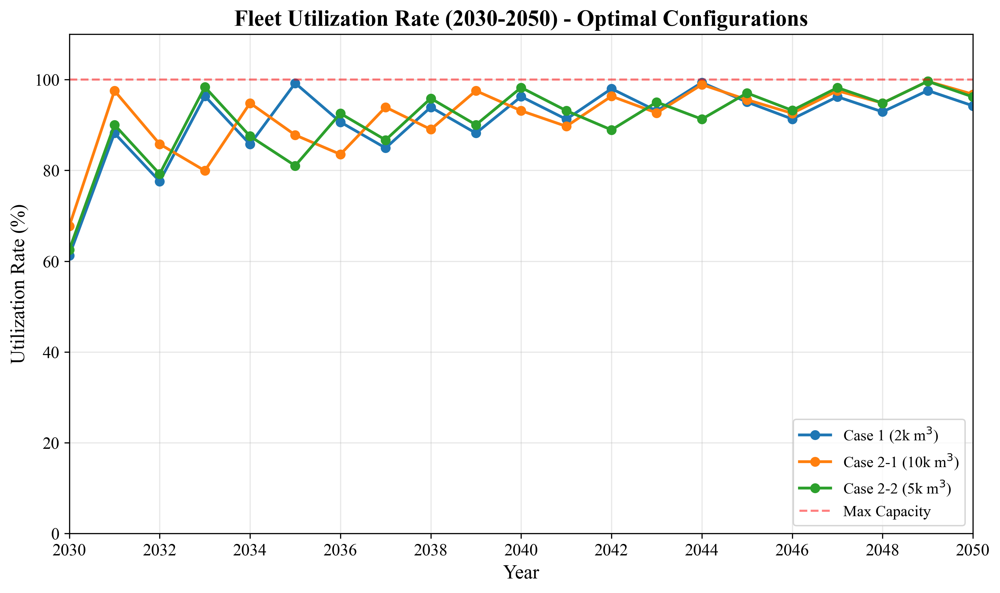 Fleet Utilization Rate (2030-2050) - Optimal Configurations
Utilization Rate (%)
100
80
60
40
20
0
2030 2032 2034 2036 2038 2040 2042 2044 2046 2048 2050
Year
Case 1 (2k m³)
Case 2-1 (10k m³)
Case 2-2 (5k m³)
Max Capacity